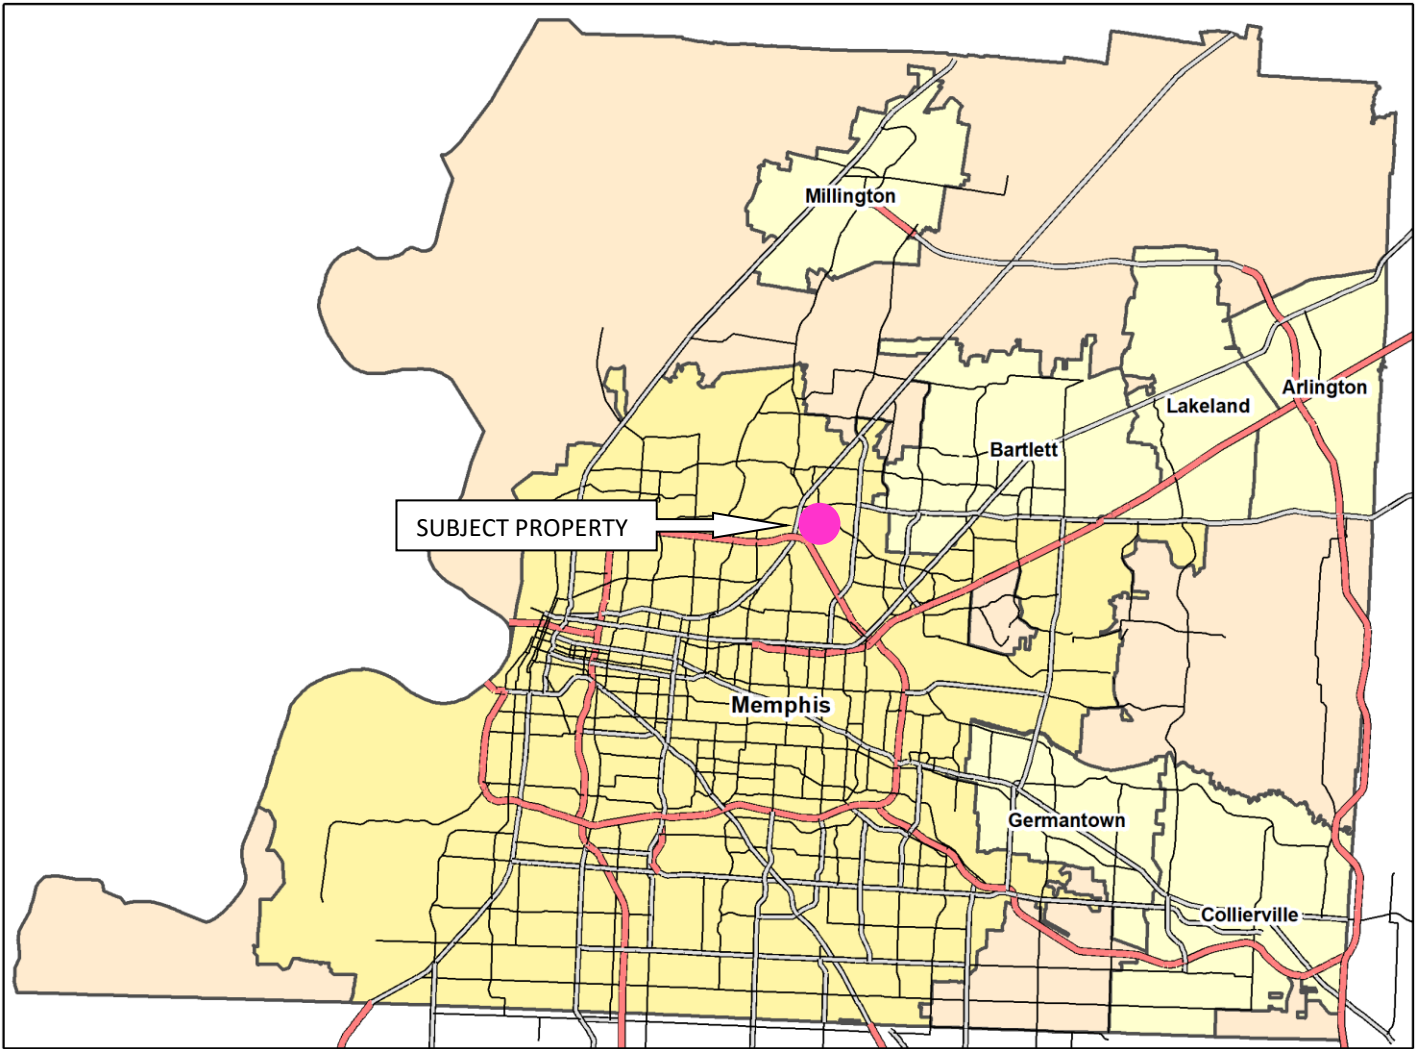 Millington
Arlington
Lakeland
Bartlett
SUBJECT PROPERTY
Memphis
Germantown
Collierville